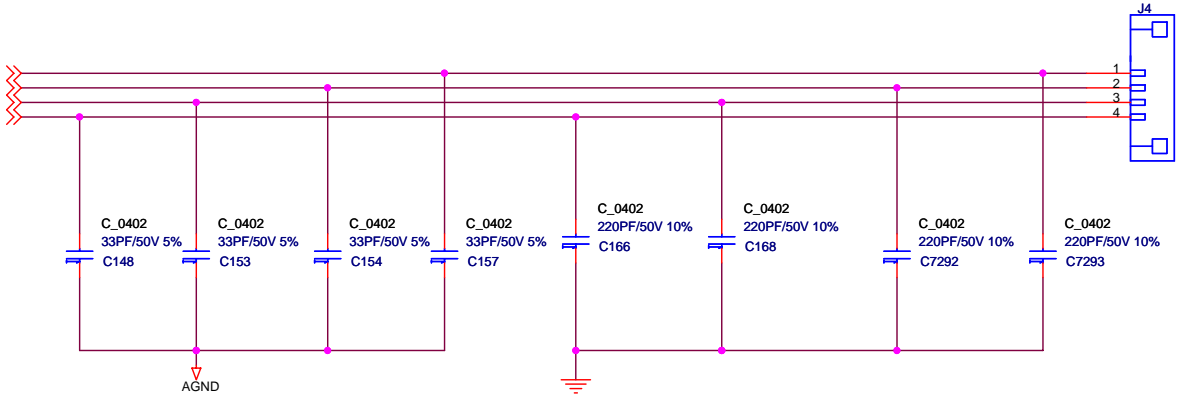 J4
1
2
3
4
C_0402
33PF/50V 5%
C148
C_0402
33PF/50V 5%
C153
C_0402
33PF/50V 5%
C154
C_0402
33PF/50V 5%
C157
C_0402
220PF/50V 10%
C166
C_0402
220PF/50V 10%
C168
C_0402
220PF/50V 10%
C7292
C_0402
220PF/50V 10%
C7293
AGND